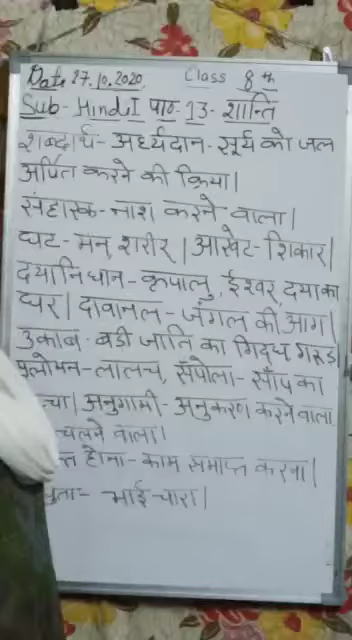 Date 27.10.2020 Class 8th
Sub- HindI पाठ-13- शान्ति
शब्दार्थ- अर्ध्यदान- सूर्य को जल
अर्पित करने की क्रिया।
संहारक- नाश करने वाला।
घट- मन, शरीर | आखेट- शिकार|
दयानिधान- कृपालु, ईश्वर, दया का
घर| दावानल- जंगल की आग|
उकाब- बड़ी जाति का गिद्ध गरुड़|
प्रलोभन- लालच, सँपोला- साँप का
च्चा| अनुगामी- अनुकरण करने वाला
चलने वाला।
होना- काम समाप्त करना|
भाई-चारा|